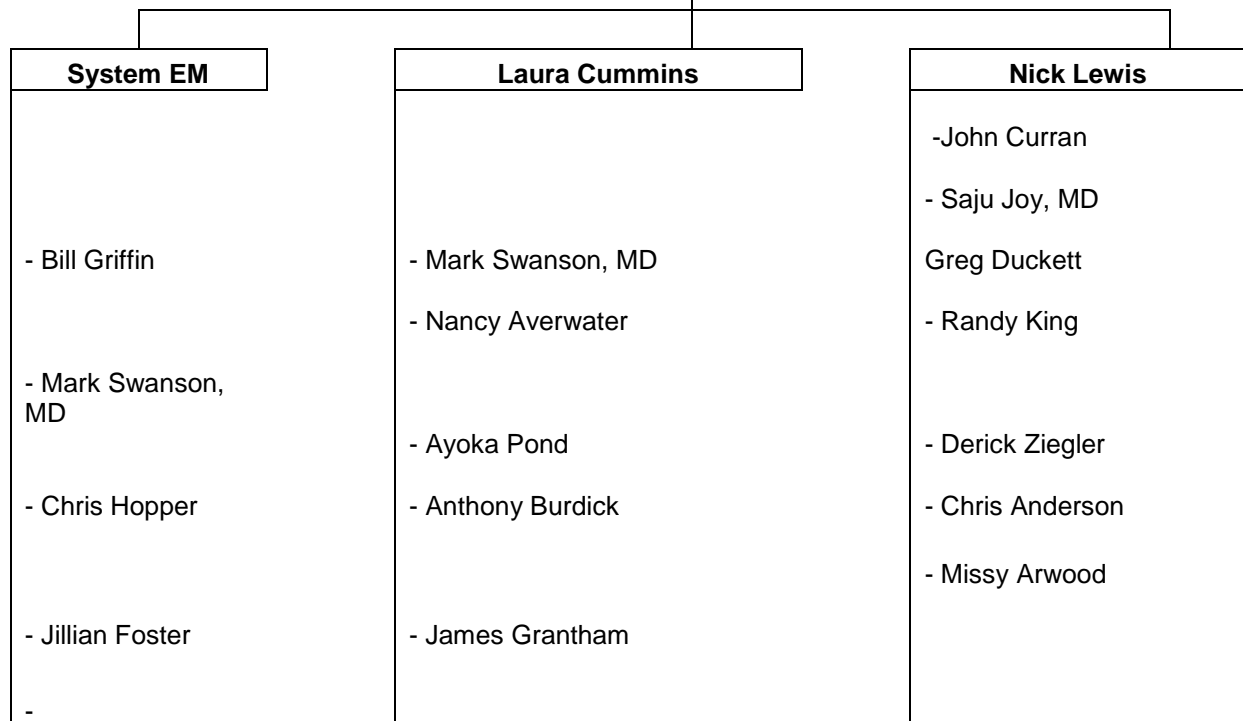 System EM
- Bill Griffin
- Mark Swanson,
MD
- Chris Hopper
- Jillian Foster
-
Laura Cummins
- Mark Swanson, MD
- Nancy Averwater
- Ayoka Pond
- Anthony Burdick
- James Grantham
Nick Lewis
-John Curran
- Saju Joy, MD
Greg Duckett
- Randy King
- Derick Ziegler
- Chris Anderson
- Missy Arwood